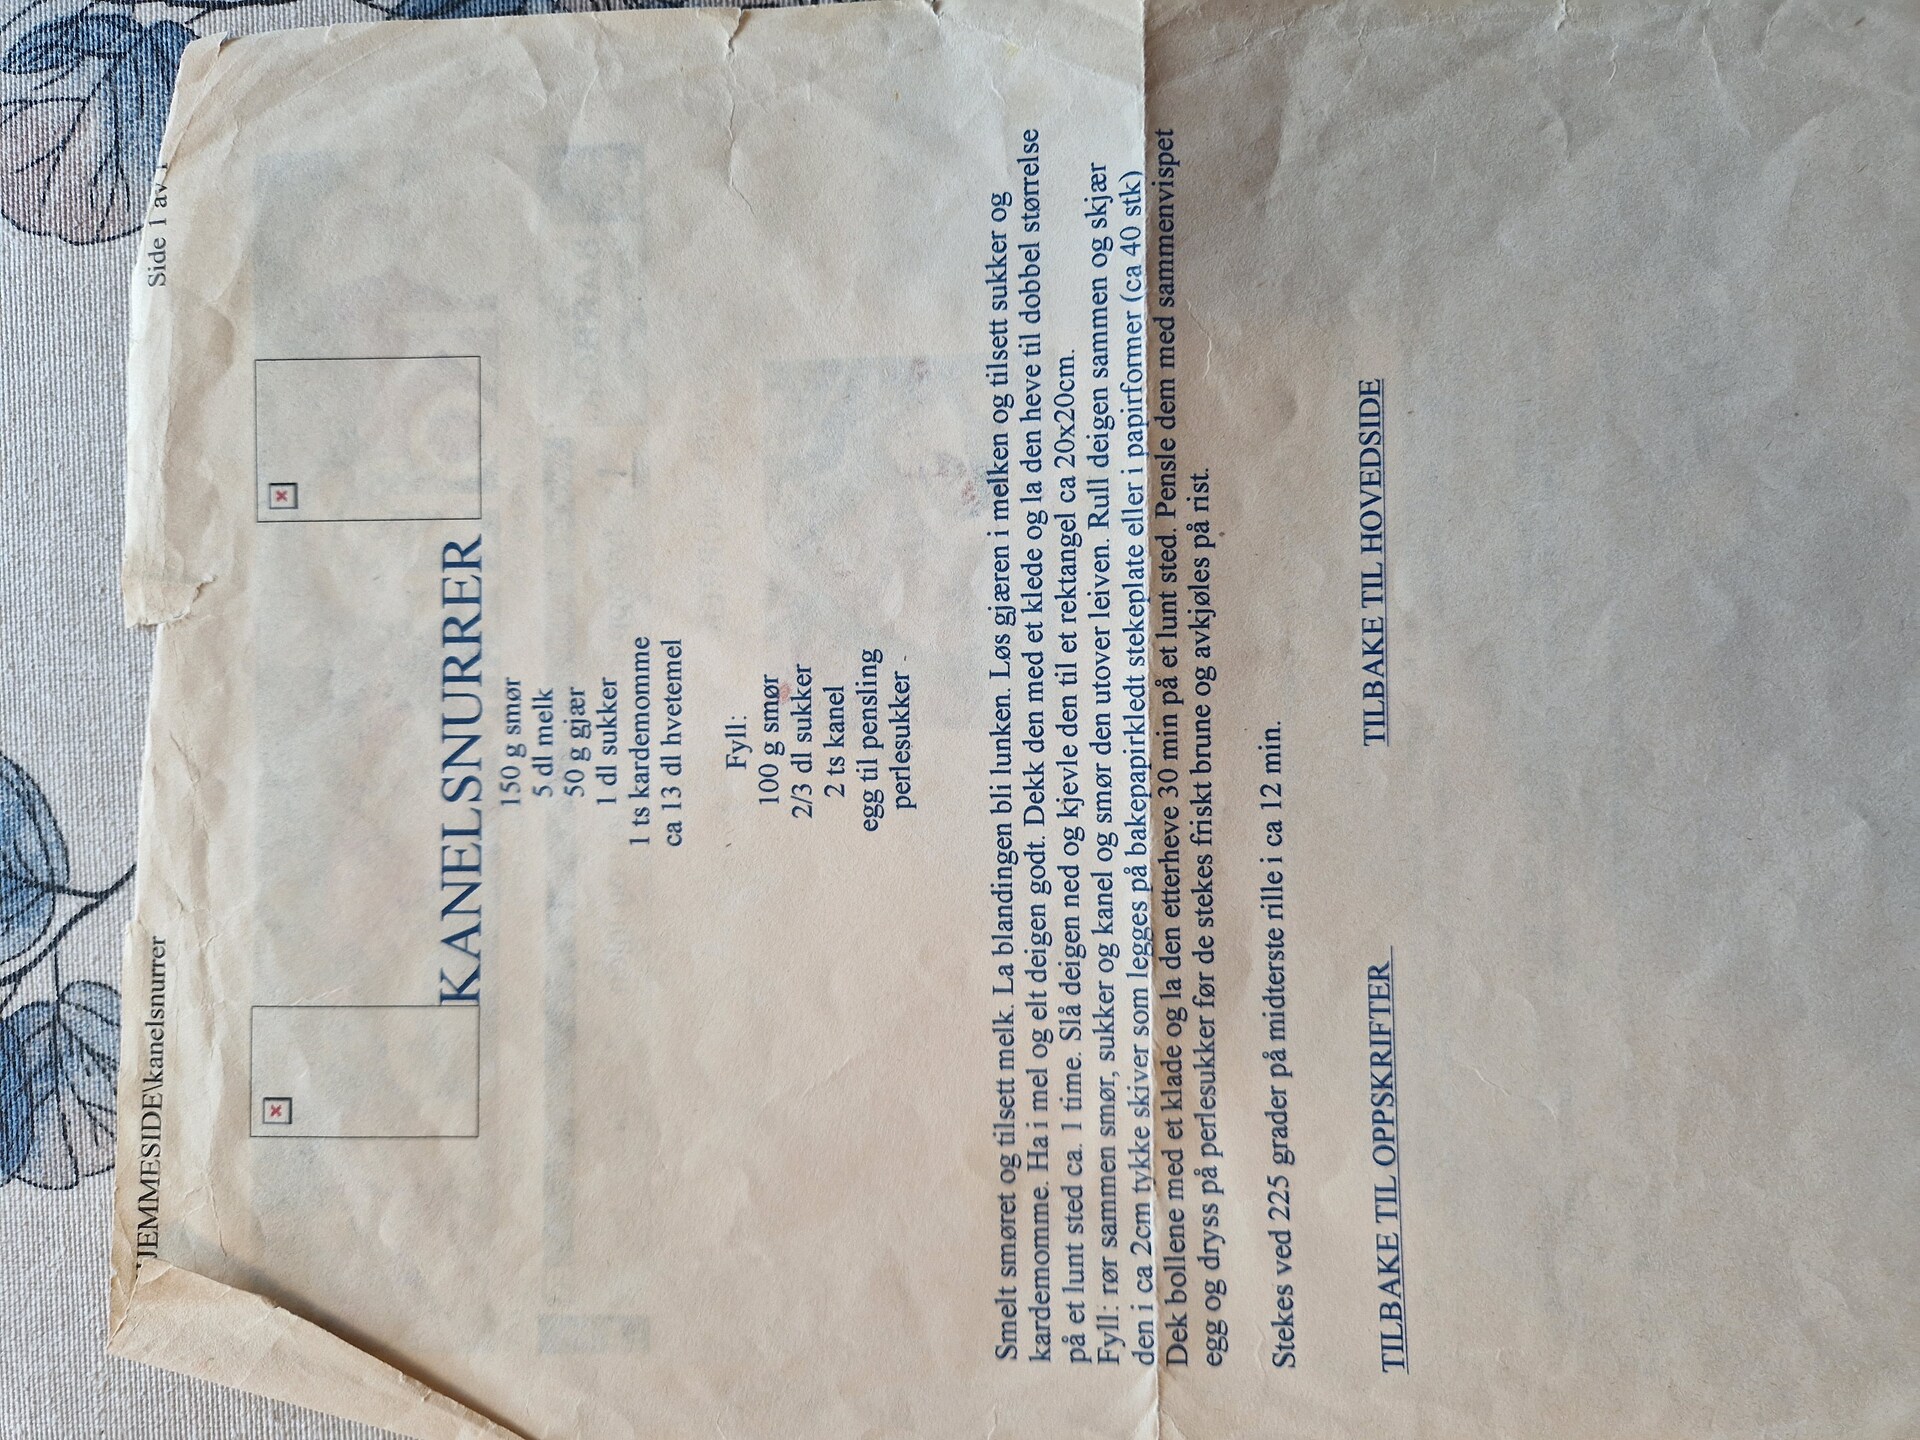 JEMMESIDE\kanelsnurrer
Side 1 av 1
KANELSNURRER
150 g smør
5 dl melk
50 g gjær
1 dl sukker
1 ts kardemomme
ca 13 dl hvetemel
Fyll:
100 g smør
2/3 dl sukker
2 ts kanel
egg til pensling
perlesukker
Smelt smøret og tilsett melk. La blandingen bli lunken. Løs gjæren i melken og tilsett sukker og
kardemomme. Ha i mel og elt deigen godt. Dekk den med et klede og la den heve til dobbel størrelse
på et lunt sted ca. 1 time. Slå deigen ned og kjevle den til et rektangel ca 20x20cm.
Fyll: rør sammen smør, sukker og kanel og smør den utover leiven. Rull deigen sammen og skjær
den i ca 2cm tykke skiver som legges på bakepapirkledt stekeplate eller i papirformer (ca 40 stk)
Dek bollene med et klade og la den etterheve 30 min på et lunt sted. Pensle dem med sammenvispet
egg og dryss på perlesukker før de stekes friskt brune og avkjøles på rist.
Stekes ved 225 grader på midterste rille i ca 12 min.
TILBAKE TIL OPPSKRIFTER
TILBAKE TIL HOVEDSIDE